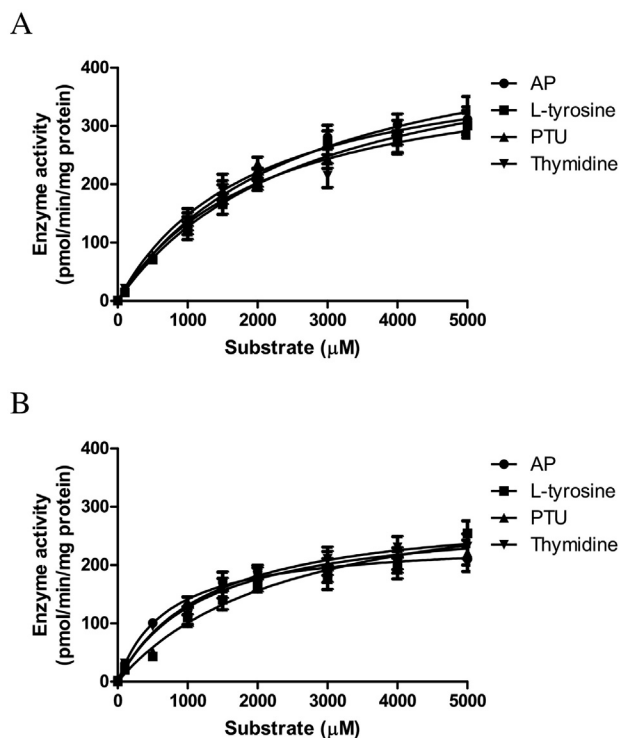 A
Enzyme activity
(pmol/min/mg protein)
400
300
200
100
0
0 1000 2000 3000 4000 5000
Substrate (μM)
AP
L-tyrosine
PTU
Thymidine
B
Enzyme activity
(pmol/min/mg protein)
400
300
200
100
0
0 1000 2000 3000 4000 5000
Substrate (μM)
AP
L-tyrosine
PTU
Thymidine